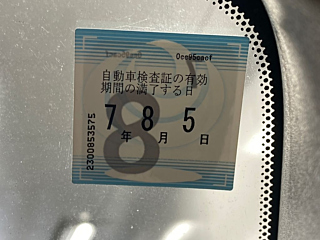 自動車検査証の有効
期間の満了する日
7年 8月 5日
8
2300853575